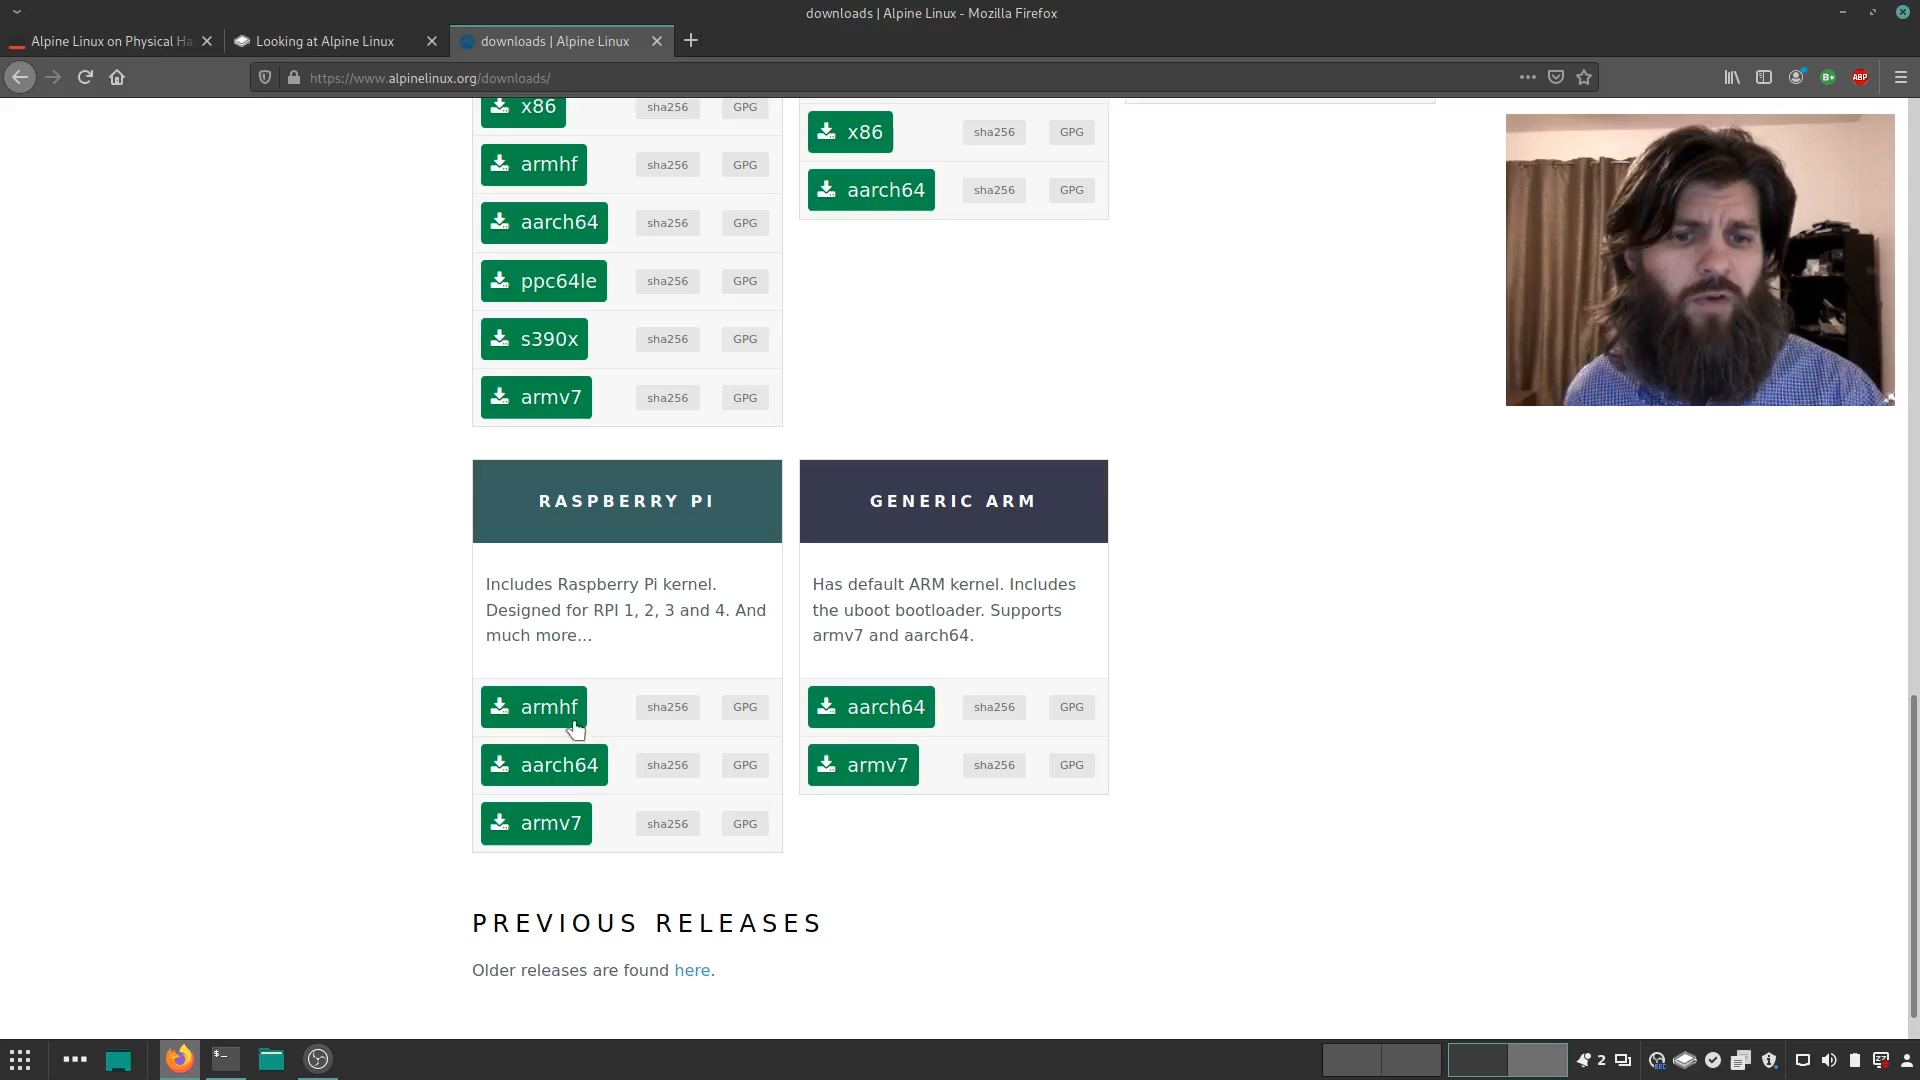 downloads | Alpine Linux - Mozilla Firefox
Alpine Linux on Physical Ha
Looking at Alpine Linux
downloads | Alpine Linux
https://www.alpinelinux.org/downloads/
ABP
x86 sha256 GPG
armhf sha256 GPG
aarch64 sha256 GPG
ppc64le sha256 GPG
s390x sha256 GPG
armv7 sha256 GPG
x86 sha256 GPG
aarch64 sha256 GPG
RASPBERRY PI
Includes Raspberry Pi kernel.
Designed for RPI 1, 2, 3 and 4. And
much more...
armhf sha256 GPG
aarch64 sha256 GPG
armv7 sha256 GPG
GENERIC ARM
Has default ARM kernel. Includes
the uboot bootloader. Supports
armv7 and aarch64.
aarch64 sha256 GPG
armv7 sha256 GPG
PREVIOUS RELEASES
Older releases are found here.
2
REC